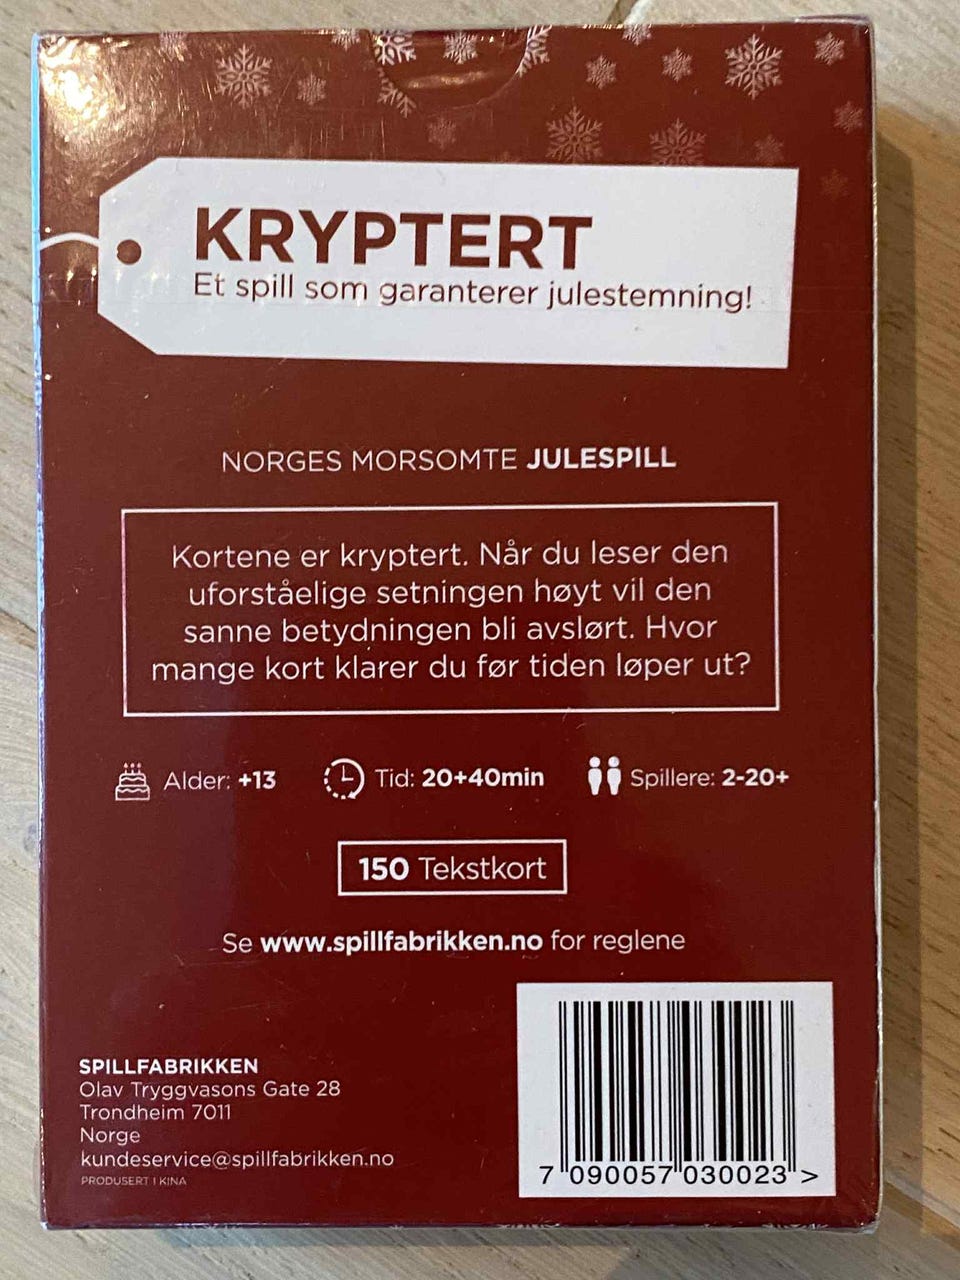 KRYPTERT
Et spill som garanterer julestemning!
NORGES MORSOMTE JULESPILL
Kortene er kryptert. Når du leser den
uforståelige setningen høyt vil den
sanne betydningen bli avslørt. Hvor
mange kort klarer du før tiden løper ut?
Alder: +13 Tid: 20+40min Spillere: 2-20+
150 Tekstkort
Se www.spillfabrikken.no for reglene
SPILLFABRIKKEN
Olav Tryggvasons Gate 28
Trondheim 7011
Norge
kundeservice@spillfabrikken.no
PRODUSERT I KINA
7 090057 030023 >